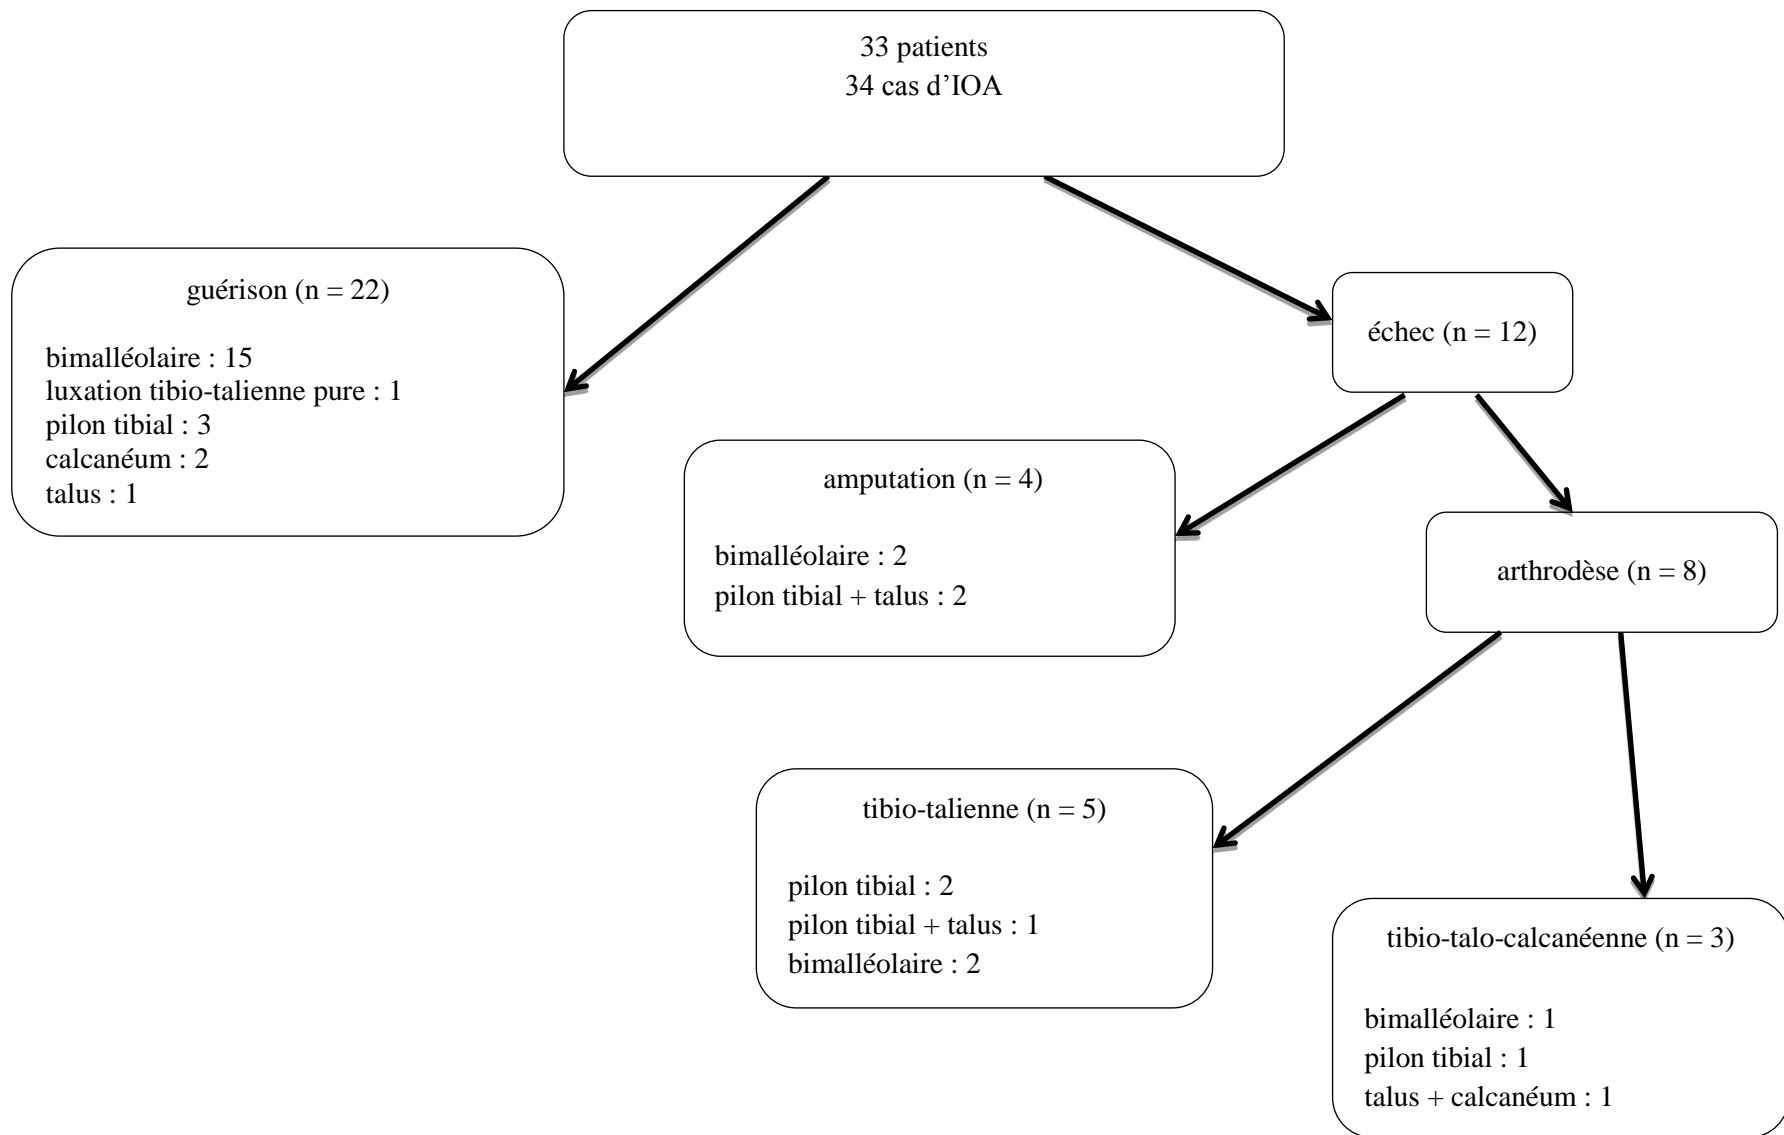 33 patients
34 cas d’IOA
guérison (n = 22)
bimalléolaire : 15
luxation tibio-talienne pure : 1
pilon tibial : 3
calcanéum : 2
talus : 1
échec (n = 12)
amputation (n = 4)
bimalléolaire : 2
pilon tibial + talus : 2
arthrodèse (n = 8)
tibio-talienne (n = 5)
pilon tibial : 2
pilon tibial + talus : 1
bimalléolaire : 2
tibio-talo-calcanéenne (n = 3)
bimalléolaire : 1
pilon tibial : 1
talus + calcanéum : 1